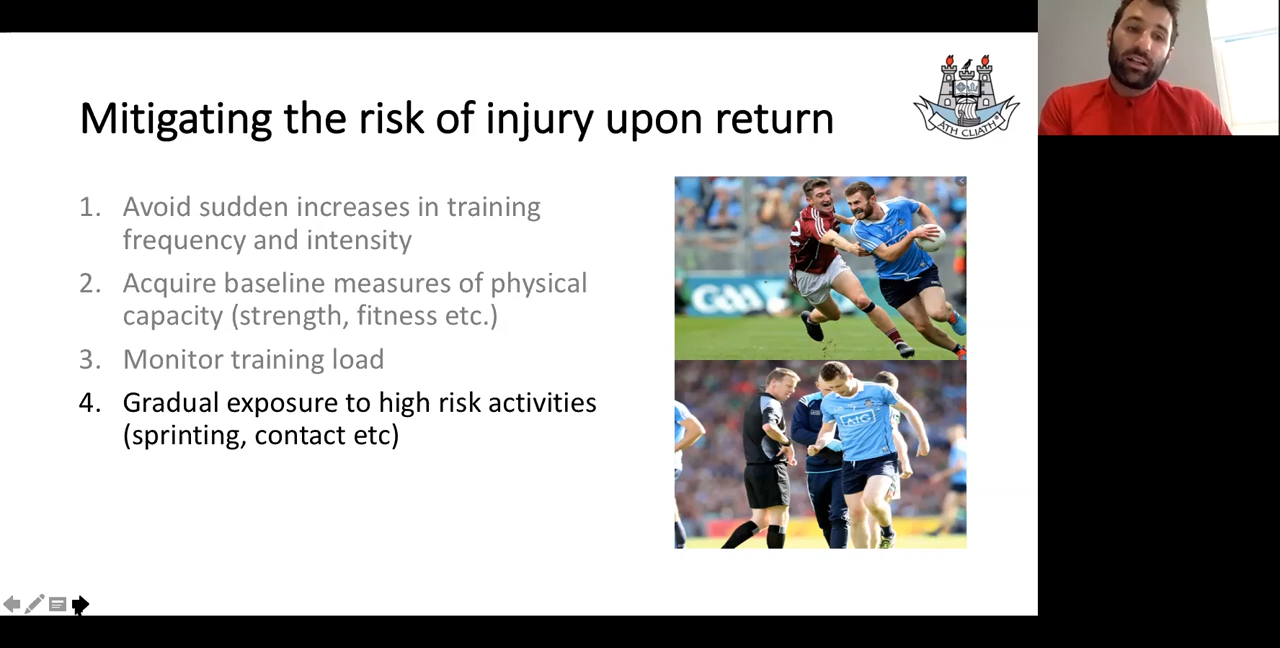 Mitigating the risk of injury upon return
ÁTH CLIATH
1. Avoid sudden increases in training
frequency and intensity
2. Acquire baseline measures of physical
capacity (strength, fitness etc.)
3. Monitor training load
4. Gradual exposure to high risk activities
(sprinting, contact etc)
GAA
AIG